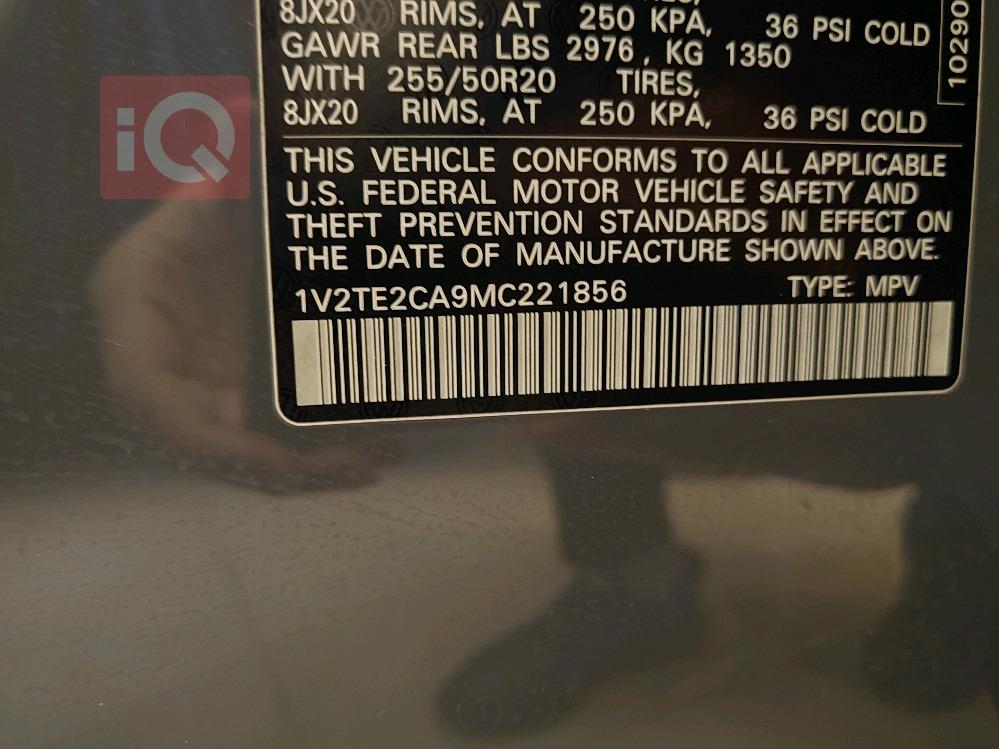 8JX20 RIMS, AT 250 KPA, 36 PSI COLD
GAWR REAR LBS 2976, KG 1350
WITH 255/50R20 TIRES,
8JX20 RIMS, AT 250 KPA, 36 PSI COLD
THIS VEHICLE CONFORMS TO ALL APPLICABLE
U.S. FEDERAL MOTOR VEHICLE SAFETY AND
THEFT PREVENTION STANDARDS IN EFFECT ON
THE DATE OF MANUFACTURE SHOWN ABOVE.
1V2TE2CA9MC221856 TYPE: MPV
10290
iQ